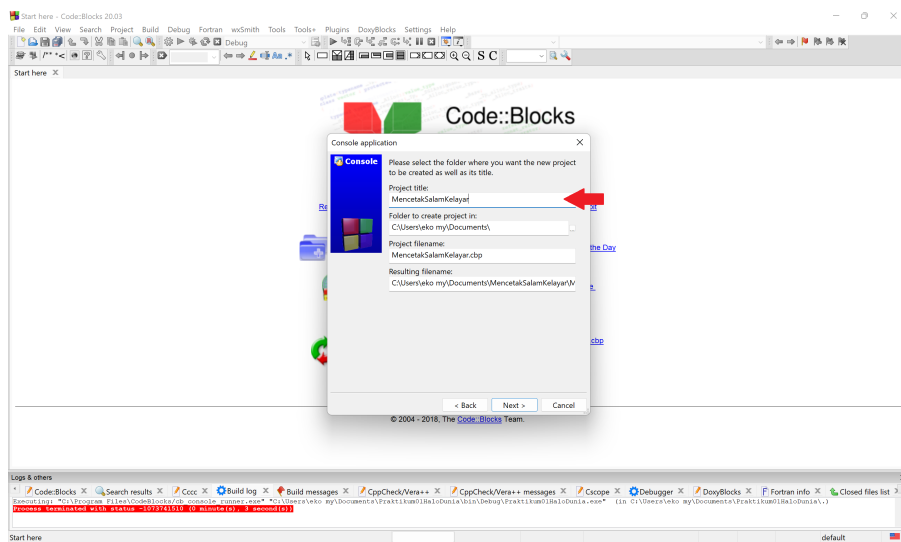 Start here - Code::Blocks 20.03
File Edit View Search Project Build Debug Fortran wxSmith Tools Tools+ Plugins DoxyBlocks Settings Help
Debug
/** *< S C
Start here X
Code::Blocks
Console application
Console
Please select the folder where you want the new project
to be created as well as its title.
Project title:
MencetakSalamKelayar
Folder to create project in:
C:\Users\eko my\Documents\
Project filename:
MencetakSalamKelayar.cbp
the Day
Resulting filename:
C:\Users\eko my\Documents\MencetakSalamKelayar\M
.cbp
< Back Next > Cancel
© 2004 - 2018, The Code::Blocks Team.
Logs & others
Code::Blocks X Search results X Cccc X Build log X Build messages X CppCheck/Vera++ X CppCheck/Vera++ messages X Cscope X Debugger X DoxyBlocks X Fortran info X Closed files list X
Executing: "C:\Program Files\CodeBlocks/cb_console_runner.exe" "C:\Users\eko my\Documents\Praktikum01HaloDunia\bin\Debug\Praktikum01HaloDunia.exe" (in C:\Users\eko my\Documents\Praktikum01HaloDunia\.)
Process terminated with status -1073741510 (0 minute(s), 3 second(s))
Start here default